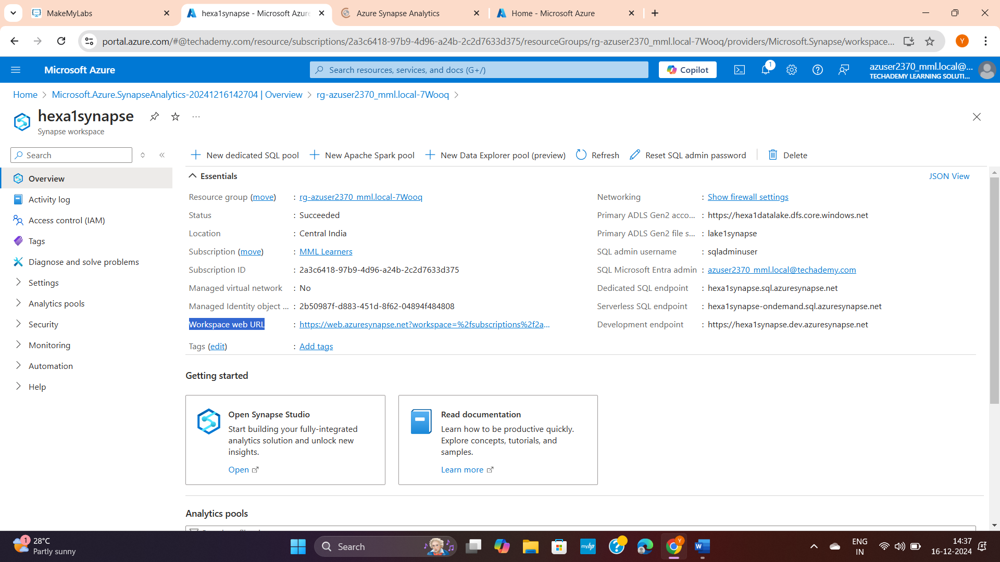 MakeMyLabs
hexa1synapse - Microsoft Azure
Azure Synapse Analytics
Home - Microsoft Azure
portal.azure.com/#@techademy.com/resource/subscriptions/2a3c6418-97b9-4d96-a24b-2c2d7633d375/resourceGroups/rg-azuser2370_mml.local-7Wooq/providers/Microsoft.Synapse/workspace...
Y
Microsoft Azure
Search resources, services, and docs (G+/)
Copilot
1
azuser2370_mml.local@...
TECHADEMY LEARNING SOLUTI...
Home > Microsoft.Azure.SynapseAnalytics-20241216142704 | Overview > rg-azuser2370_mml.local-7Wooq >
hexa1synapse
Synapse workspace
Search
New dedicated SQL pool
New Apache Spark pool
New Data Explorer pool (preview)
Refresh
Reset SQL admin password
Delete
Overview
Activity log
Access control (IAM)
Tags
Diagnose and solve problems
Settings
Analytics pools
Security
Monitoring
Automation
Help
Essentials
JSON View
Resource group (move) : rg-azuser2370_mml.local-7Wooq
Status : Succeeded
Location : Central India
Subscription (move) : MML Learners
Subscription ID : 2a3c6418-97b9-4d96-a24b-2c2d7633d375
Managed virtual network : No
Managed Identity object ... : 2b50987f-d883-451d-8f62-04894f484808
Workspace web URL : https://web.azuresynapse.net?workspace=%2fsubscriptions%2f2a...
Tags (edit) : Add tags
Networking : Show firewall settings
Primary ADLS Gen2 acco... : https://hexa1datalake.dfs.core.windows.net
Primary ADLS Gen2 file s... : lake1synapse
SQL admin username : sqladminuser
SQL Microsoft Entra admin : azuser2370_mml.local@techademy.com
Dedicated SQL endpoint : hexa1synapse.sql.azuresynapse.net
Serverless SQL endpoint : hexa1synapse-ondemand.sql.azuresynapse.net
Development endpoint : https://hexa1synapse.dev.azuresynapse.net
Getting started
Open Synapse Studio
Start building your fully-integrated
analytics solution and unlock new
insights.
Open
Read documentation
Learn how to be productive quickly.
Explore concepts, tutorials, and
samples.
Learn more
Analytics pools
1
28°C
Partly sunny
Search
myhp
Y
W
ENG
IN
14:37
16-12-2024